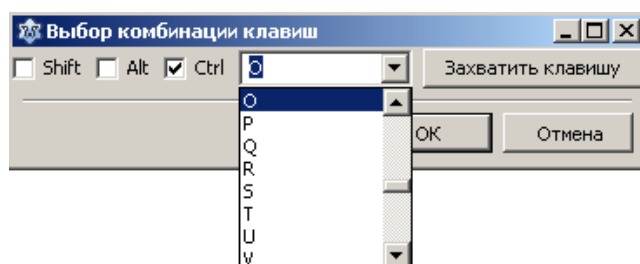 Выбор комбинации клавиш
Shift Alt Ctrl O Захватить клавишу
O
P
Q
R
S
T
U
V
OK Отмена